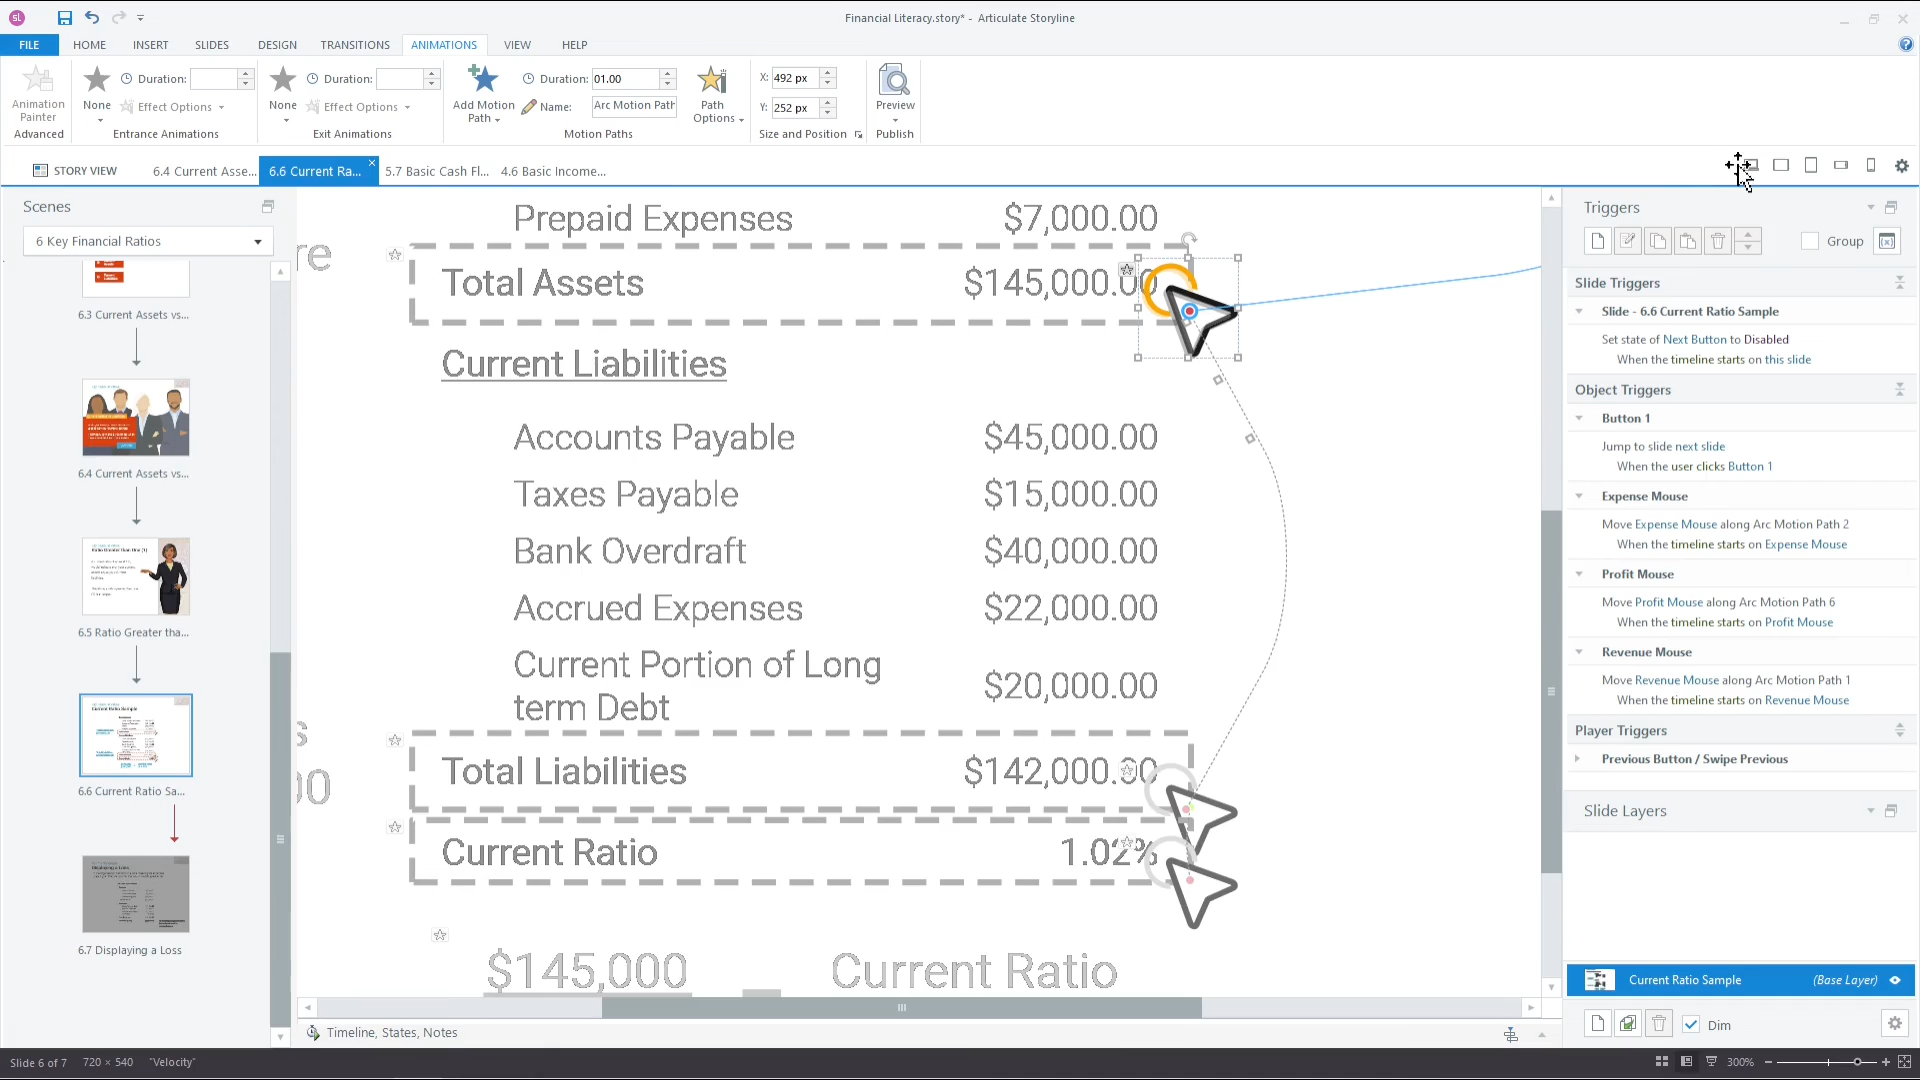 sl
Financial Literacy.story* - Articulate Storyline
FILE
HOME
INSERT
SLIDES
DESIGN
TRANSITIONS
ANIMATIONS
VIEW
HELP
Animation
Painter
Advanced
None
Duration:
Effect Options
Entrance Animations
None
Duration:
Effect Options
Exit Animations
Add Motion
Path
Duration: 01.00
Name: Arc Motion Path
Path
Options
Motion Paths
X: 492 px
Y: 252 px
Size and Position
Preview
Publish
STORY VIEW
6.4 Current Asse...
6.6 Current Ra...
5.7 Basic Cash Fl...
4.6 Basic Income...
Scenes
6 Key Financial Ratios
6.3 Current Assets vs...
6.4 Current Assets vs...
6.5 Ratio Greater tha...
6.6 Current Ratio Sa...
6.7 Displaying a Loss
re
Prepaid Expenses $7,000.00
Total Assets $145,000.00
Current Liabilities
Accounts Payable $45,000.00
Taxes Payable $15,000.00
Bank Overdraft $40,000.00
Accrued Expenses $22,000.00
Current Portion of Long
term Debt $20,000.00
Total Liabilities $142,000.00
Current Ratio 1.02%
$145,000 Current Ratio
Timeline, States, Notes
Triggers
Group
Slide Triggers
Slide - 6.6 Current Ratio Sample
Set state of Next Button to Disabled
When the timeline starts on this slide
Object Triggers
Button 1
Jump to slide next slide
When the user clicks Button 1
Expense Mouse
Move Expense Mouse along Arc Motion Path 2
When the timeline starts on Expense Mouse
Profit Mouse
Move Profit Mouse along Arc Motion Path 6
When the timeline starts on Profit Mouse
Revenue Mouse
Move Revenue Mouse along Arc Motion Path 1
When the timeline starts on Revenue Mouse
Player Triggers
Previous Button / Swipe Previous
Slide Layers
Current Ratio Sample (Base Layer)
Dim
Slide 6 of 7
720 × 540
"Velocity"
300%